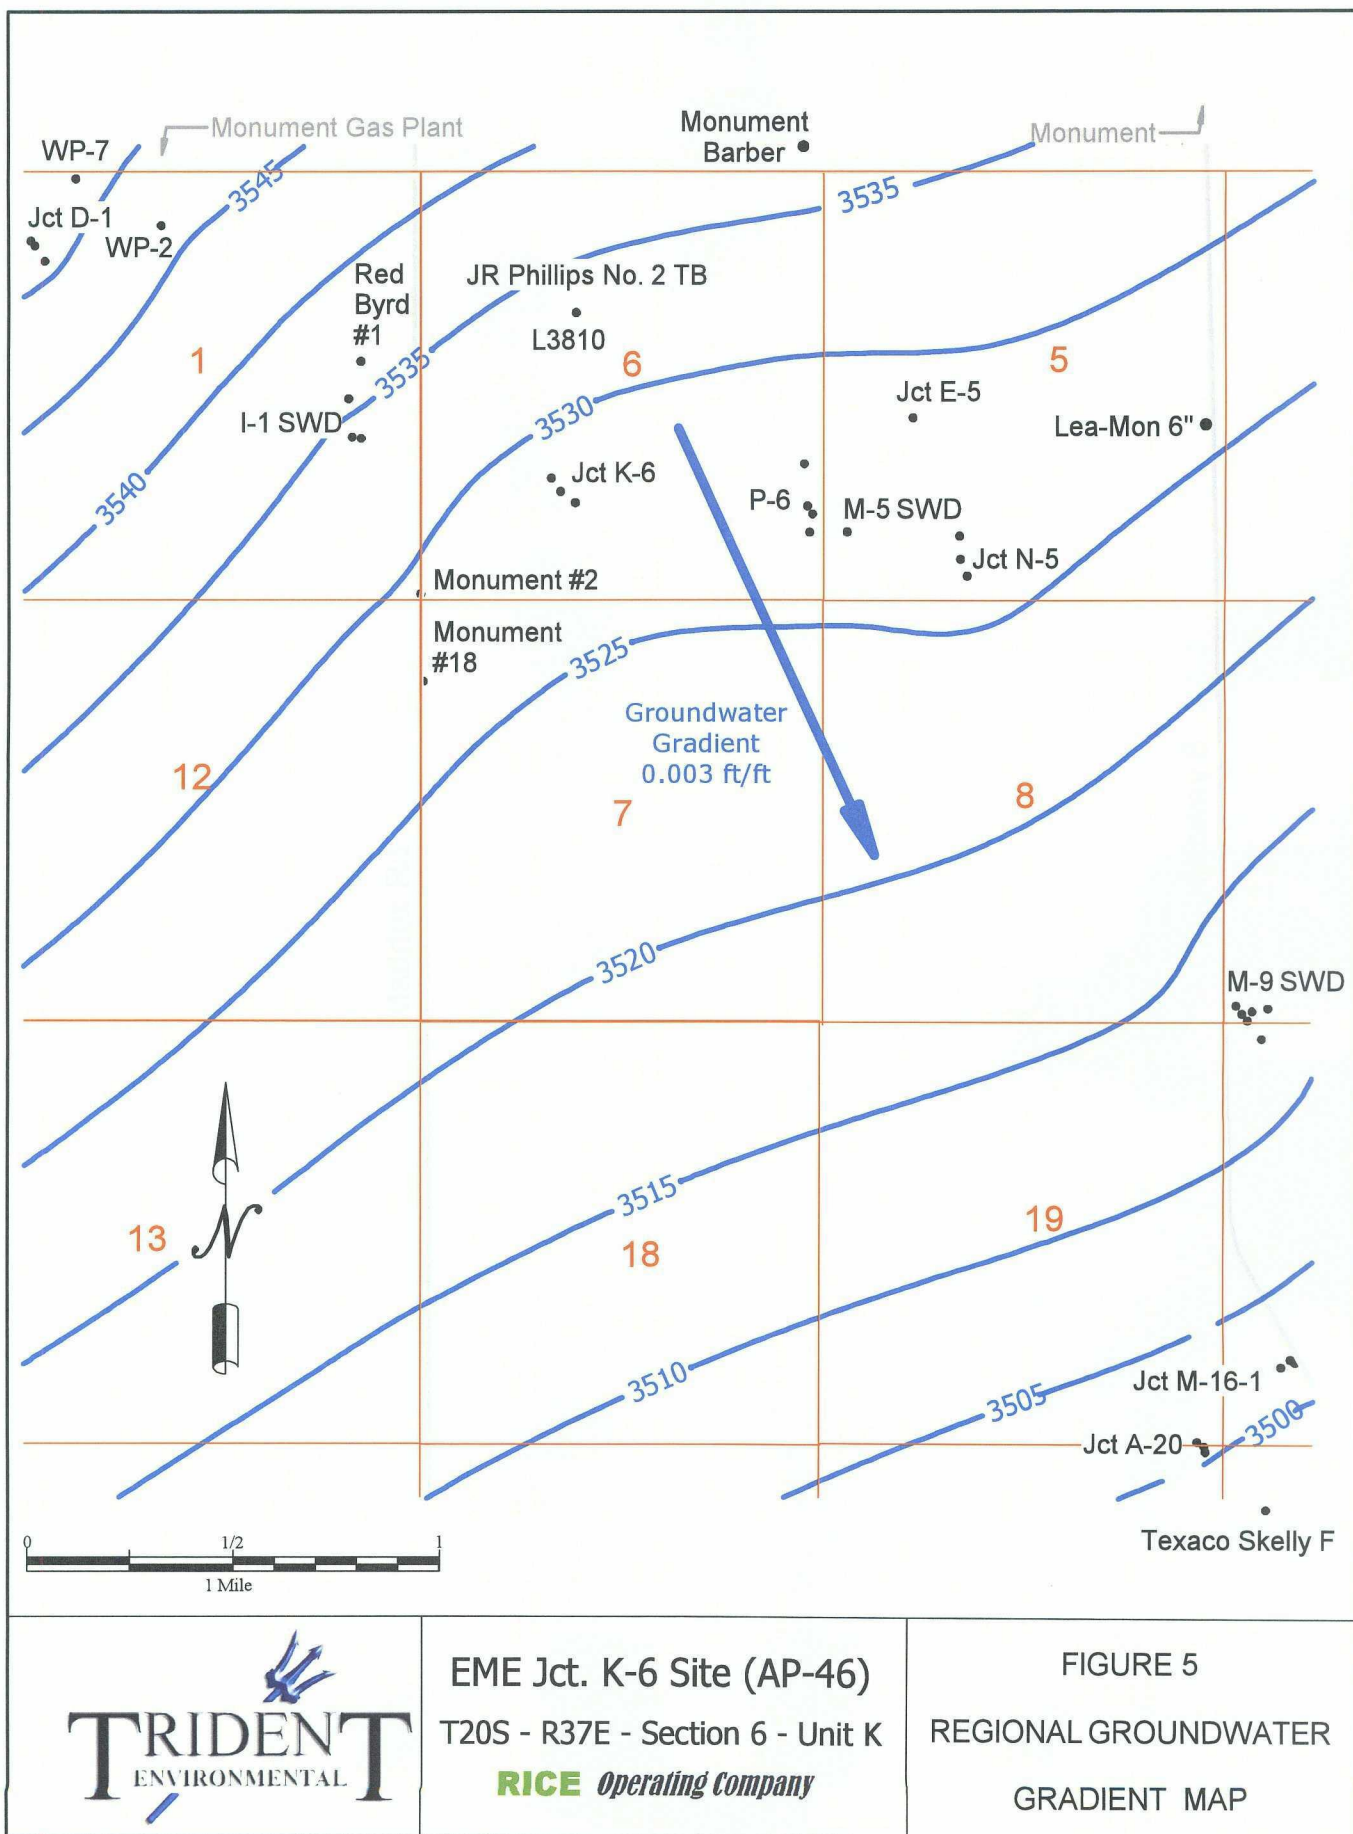 Monument Gas Plant
Monument
Barber
Monument
WP-7
3545
3535
Jct D-1
WP-2
Red
Byrd
#1
JR Phillips No. 2 TB
L3810
1
6
5
3535
I-1 SWD
3530
Jct E-5
Lea-Mon 6"
3540
Jct K-6
P-6
M-5 SWD
Jct N-5
Monument #2
Monument
#18
3525
Groundwater
Gradient
0.003 ft/ft
12
7
8
3520
M-9 SWD
3515
13
N
18
19
3510
3505
Jct M-16-1
3500
Jct A-20
Texaco Skelly F
0 1/2 1
1 Mile
TRIDENT
ENVIRONMENTAL
EME Jct. K-6 Site (AP-46)
T20S - R37E - Section 6 - Unit K
RICE Operating Company
FIGURE 5
REGIONAL GROUNDWATER
GRADIENT MAP